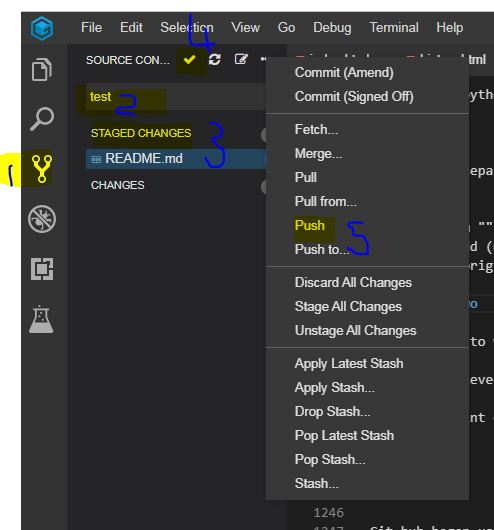 File Edit Selection View Go Debug Terminal Help
4
SOURCE CON...
html
test
2
STAGED CHANGES
3
README.md
CHANGES
1
Commit (Amend)
Commit (Signed Off)
Fetch...
Merge...
Pull
Pull from...
Push
5
Push to...
Discard All Changes
Stage All Changes
Unstage All Changes
Apply Latest Stash
Apply Stash...
Drop Stash...
Pop Latest Stash
Pop Stash...
Stash...
1246